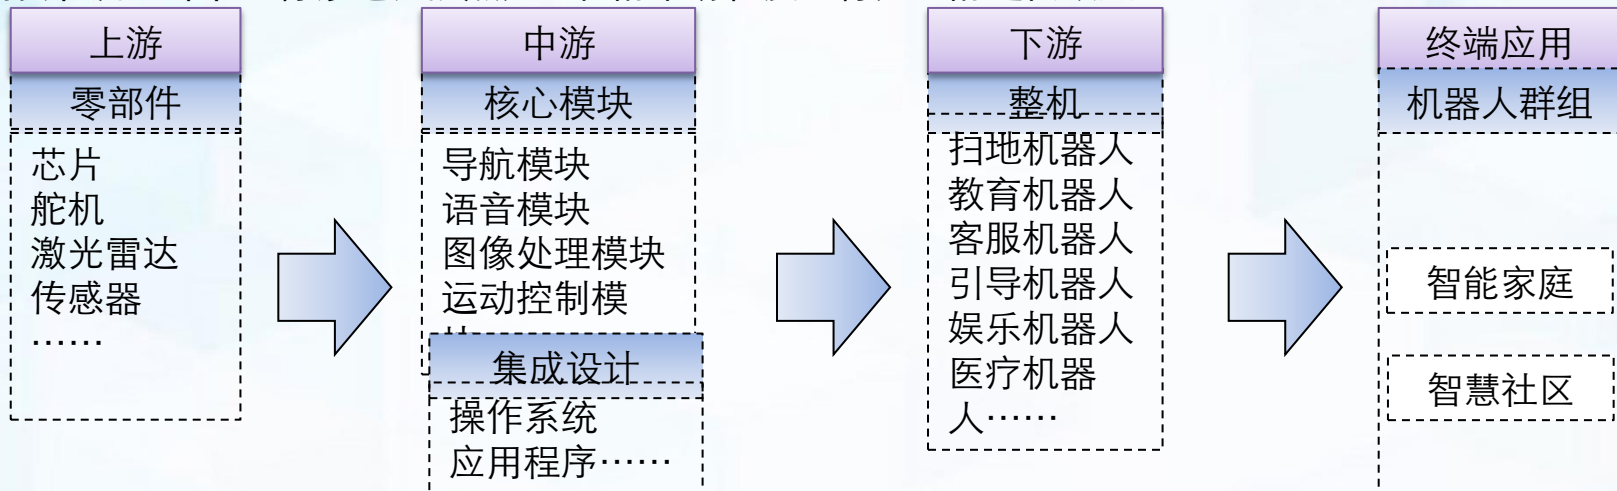 上游
零部件
芯片
舵机
激光雷达
传感器
……
中游
核心模块
导航模块
语音模块
图像处理模块
运动控制模
集成设计
操作系统
应用程序……
下游
整机
扫地机器人
教育机器人
客服机器人
引导机器人
娱乐机器人
医疗机器
人……
终端应用
机器人群组
智能家庭
智慧社区